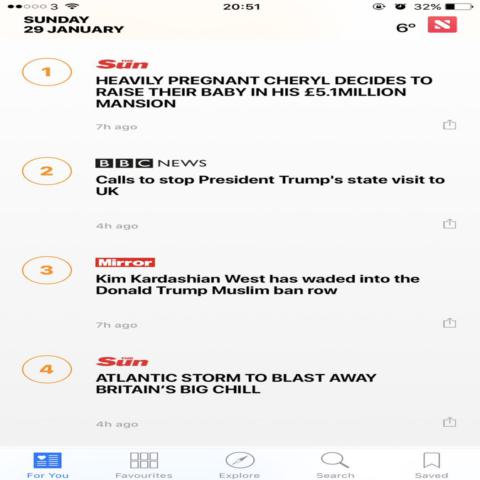 3 20:51 32%
SUNDAY
29 JANUARY
6°
1
THE Sun
HEAVILY PREGNANT CHERYL DECIDES TO
RAISE THEIR BABY IN HIS £5.1MILLION
MANSION
7h ago
2
BBC NEWS
Calls to stop President Trump's state visit to
UK
4h ago
3
Mirror
Kim Kardashian West has waded into the
Donald Trump Muslim ban row
7h ago
4
THE Sun
ATLANTIC STORM TO BLAST AWAY
BRITAIN'S BIG CHILL
4h ago
For You Favourites Explore Search Saved